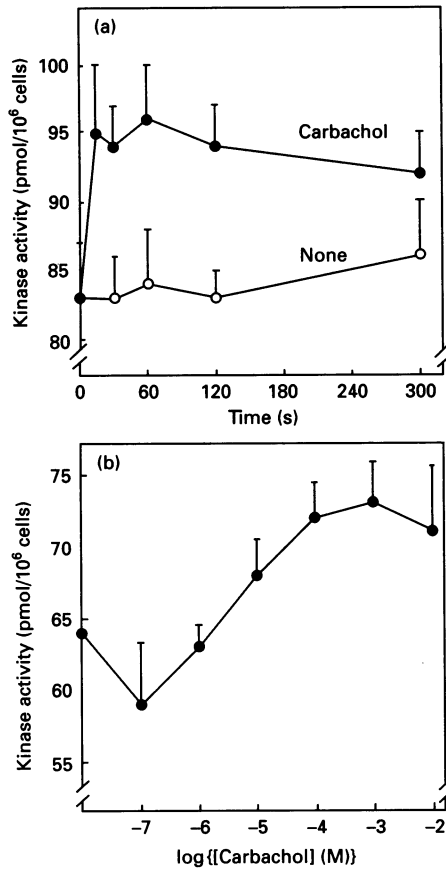 (a)
Kinase activity (pmol/10⁶ cells)
100
95
90
85
80
Carbachol
None
0 60 120 180 240 300
Time (s)
(b)
Kinase activity (pmol/10⁶ cells)
75
70
65
60
55
–7 –6 –5 –4 –3 –2
log{[Carbachol] (M)}